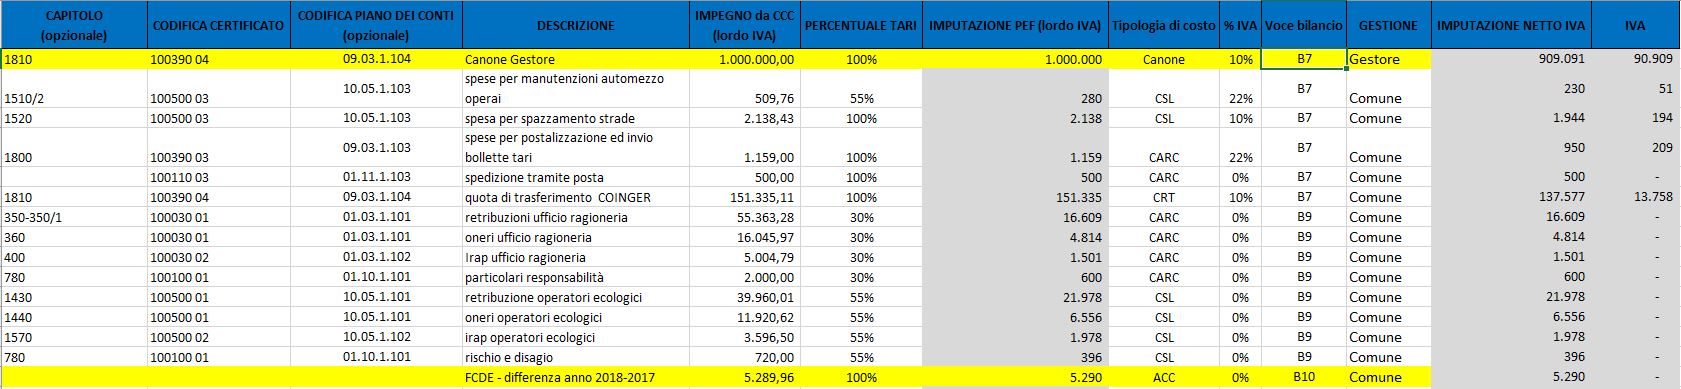 CAPITOLO (opzionale) CODIFICA CERTIFICATO CODIFICA PIANO DEI CONTI (opzionale) DESCRIZIONE IMPEGNO da CCC (lordo IVA) PERCENTUALE TARI IMPUTAZIONE PEF (lordo IVA) Tipologia di costo % IVA Voce bilancio GESTIONE IMPUTAZIONE NETTO IVA IVA
1810 100390 04 09.03.1.104 Canone Gestore 1.000.000,00 100% 1.000.000 Canone 10% B7 Gestore 909.091 90.909
1510/2 100500 03 10.05.1.103 spese per manutenzioni automezzo operai 509,76 55% 280 CSL 22% B7 Comune 230 51
1520 100500 03 10.05.1.103 spesa per spazzamento strade 2.138,43 100% 2.138 CSL 10% B7 Comune 1.944 194
1800 100390 03 09.03.1.103 spese per postalizzazione ed invio bollette tari 1.159,00 100% 1.159 CARC 22% B7 Comune 950 209
100110 03 01.11.1.103 spedizione tramite posta 500,00 100% 500 CARC 0% B7 Comune 500 -
1810 100390 04 09.03.1.104 quota di trasferimento COINGER 151.335,11 100% 151.335 CRT 10% B7 Comune 137.577 13.758
350-350/1 100030 01 01.03.1.101 retribuzioni ufficio ragioneria 55.363,28 30% 16.609 CARC 0% B9 Comune 16.609 -
360 100030 01 01.03.1.101 oneri ufficio ragioneria 16.045,97 30% 4.814 CARC 0% B9 Comune 4.814 -
400 100030 02 01.03.1.102 Irap ufficio ragioneria 5.004,79 30% 1.501 CARC 0% B9 Comune 1.501 -
780 100100 01 01.10.1.101 particolari responsabilità 2.000,00 30% 600 CARC 0% B9 Comune 600 -
1430 100500 01 10.05.1.101 retribuzione operatori ecologici 39.960,01 55% 21.978 CSL 0% B9 Comune 21.978 -
1440 100500 01 10.05.1.101 oneri operatori ecologici 11.920,62 55% 6.556 CSL 0% B9 Comune 6.556 -
1570 100500 02 10.05.1.102 irap operatori ecologici 3.596,50 55% 1.978 CSL 0% B9 Comune 1.978 -
780 100100 01 01.10.1.101 rischio e disagio 720,00 55% 396 CSL 0% B9 Comune 396 -
FCDE - differenza anno 2018-2017 5.289,96 100% 5.290 ACC 0% B10 Comune 5.290 -